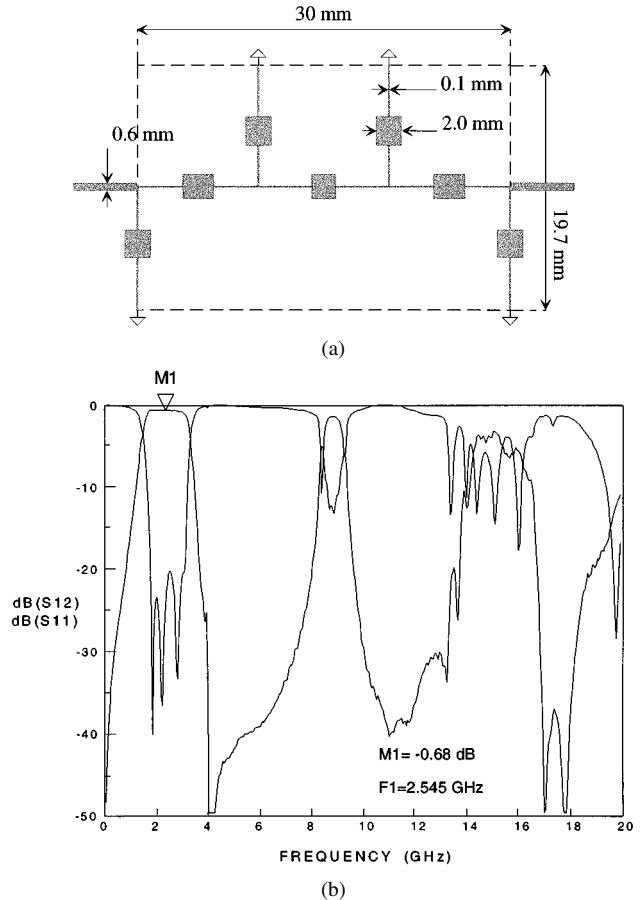 30 mm
0.1 mm
0.6 mm
2.0 mm
19.7 mm
(a)
M1
0
-10
-20
dB(S12)
dB(S11)
-30
-40
M1= -0.68 dB
F1=2.545 GHz
-50
0 2 4 6 8 10 12 14 16 18 20
FREQUENCY (GHz)
(b)